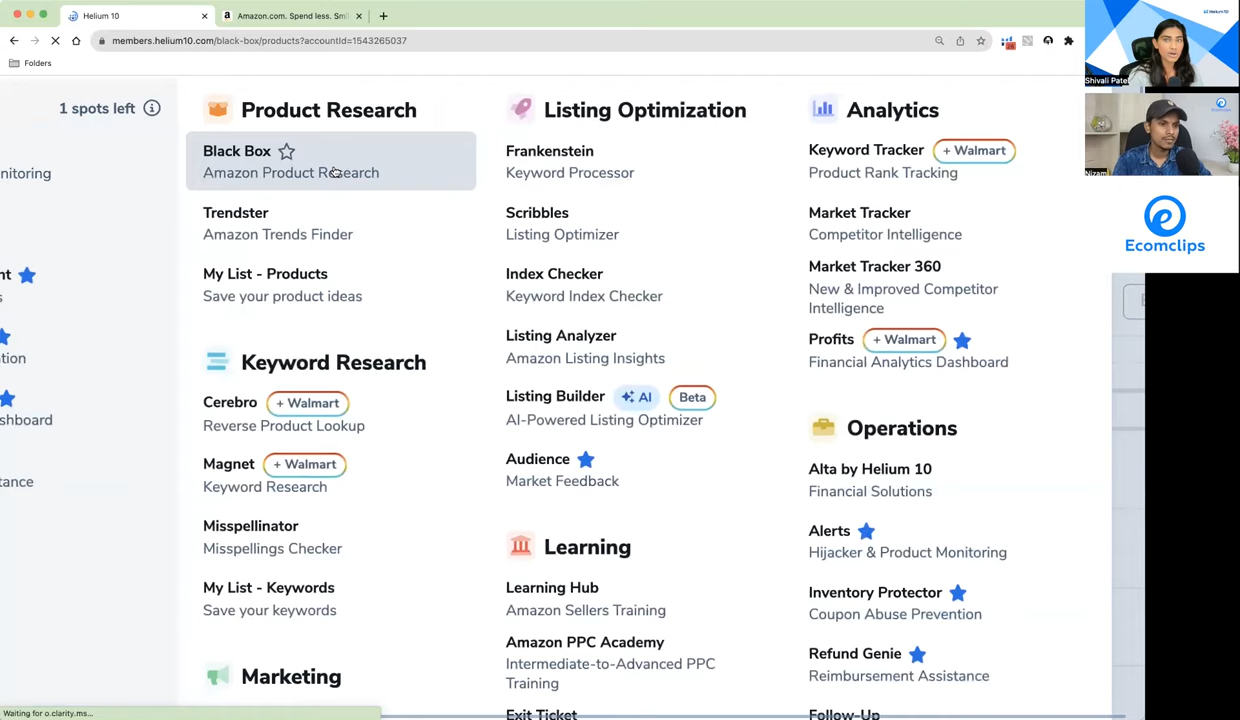 Helium 10
Amazon.com. Spend less. Smi
members.helium10.com/black-box/products?accountId=1543265037
Folders
1 spots left
nitoring
nt
s
tion
shboard
tance
Product Research
Black Box
Amazon Product Research
Trendster
Amazon Trends Finder
My List - Products
Save your product ideas
Keyword Research
Cerebro + Walmart
Reverse Product Lookup
Magnet + Walmart
Keyword Research
Misspellinator
Misspellings Checker
My List - Keywords
Save your keywords
Marketing
Listing Optimization
Frankenstein
Keyword Processor
Scribbles
Listing Optimizer
Index Checker
Keyword Index Checker
Listing Analyzer
Amazon Listing Insights
Listing Builder AI Beta
AI-Powered Listing Optimizer
Audience
Market Feedback
Learning
Learning Hub
Amazon Sellers Training
Amazon PPC Academy
Intermediate-to-Advanced PPC
Training
Exit Ticket
Analytics
Keyword Tracker + Walmart
Product Rank Tracking
Market Tracker
Competitor Intelligence
Market Tracker 360
New & Improved Competitor
Intelligence
Profits + Walmart
Financial Analytics Dashboard
Operations
Alta by Helium 10
Financial Solutions
Alerts
Hijacker & Product Monitoring
Inventory Protector
Coupon Abuse Prevention
Refund Genie
Reimbursement Assistance
Follow-Up
Waiting for o.clarity.ms...
Helium 10
Shivali Patel
Nizam
Ecomclips